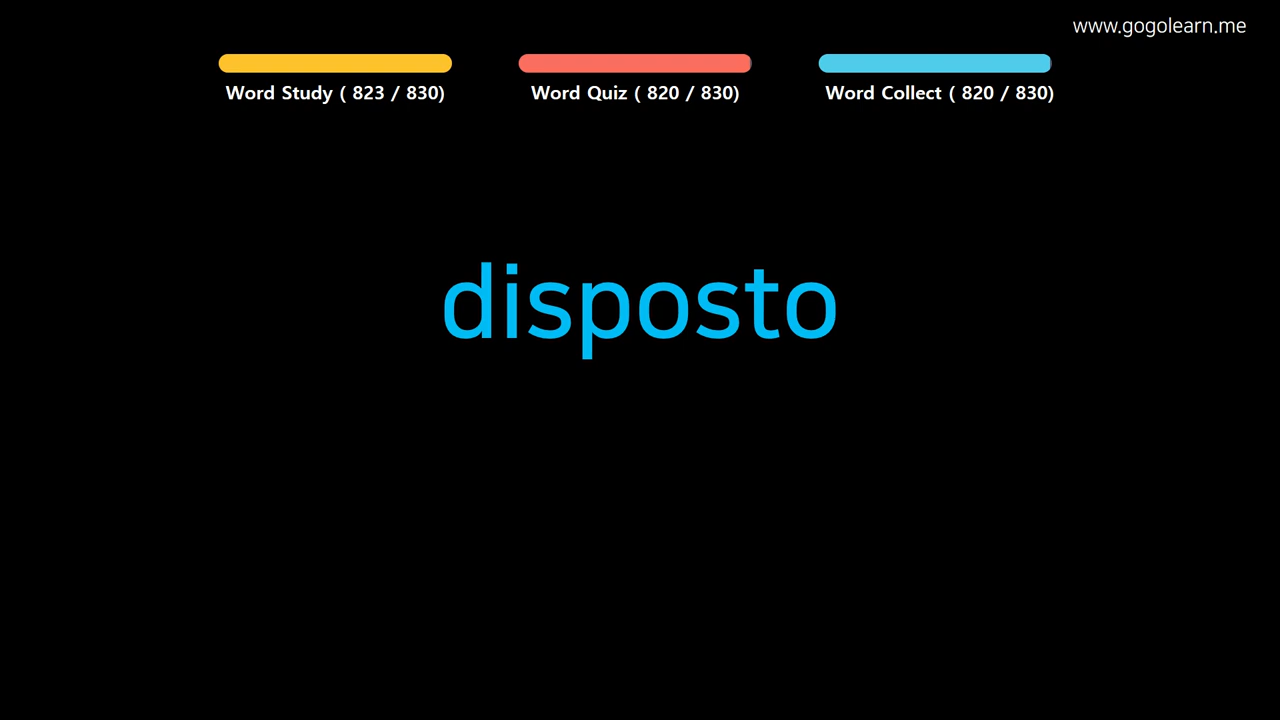 www.gogolearn.me
Word Study ( 823 / 830)
Word Quiz ( 820 / 830)
Word Collect ( 820 / 830)
disposto